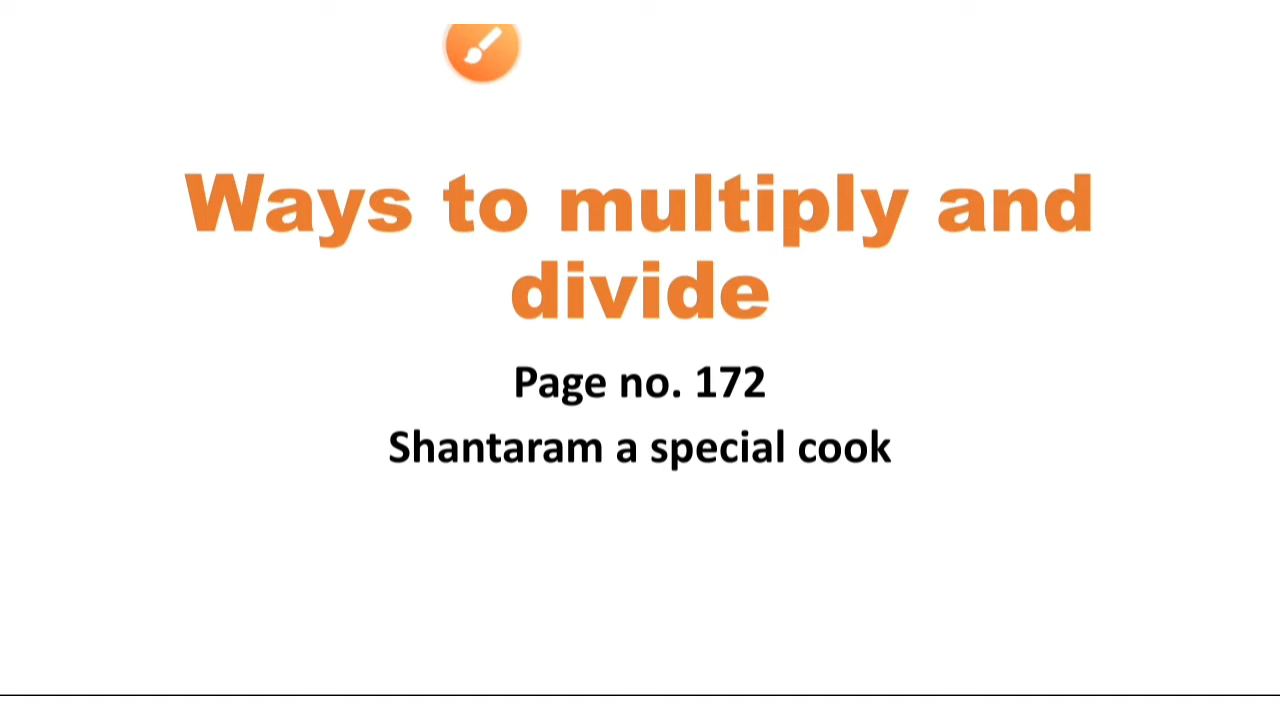 Ways to multiply and
divide
Page no. 172
Shantaram a special cook